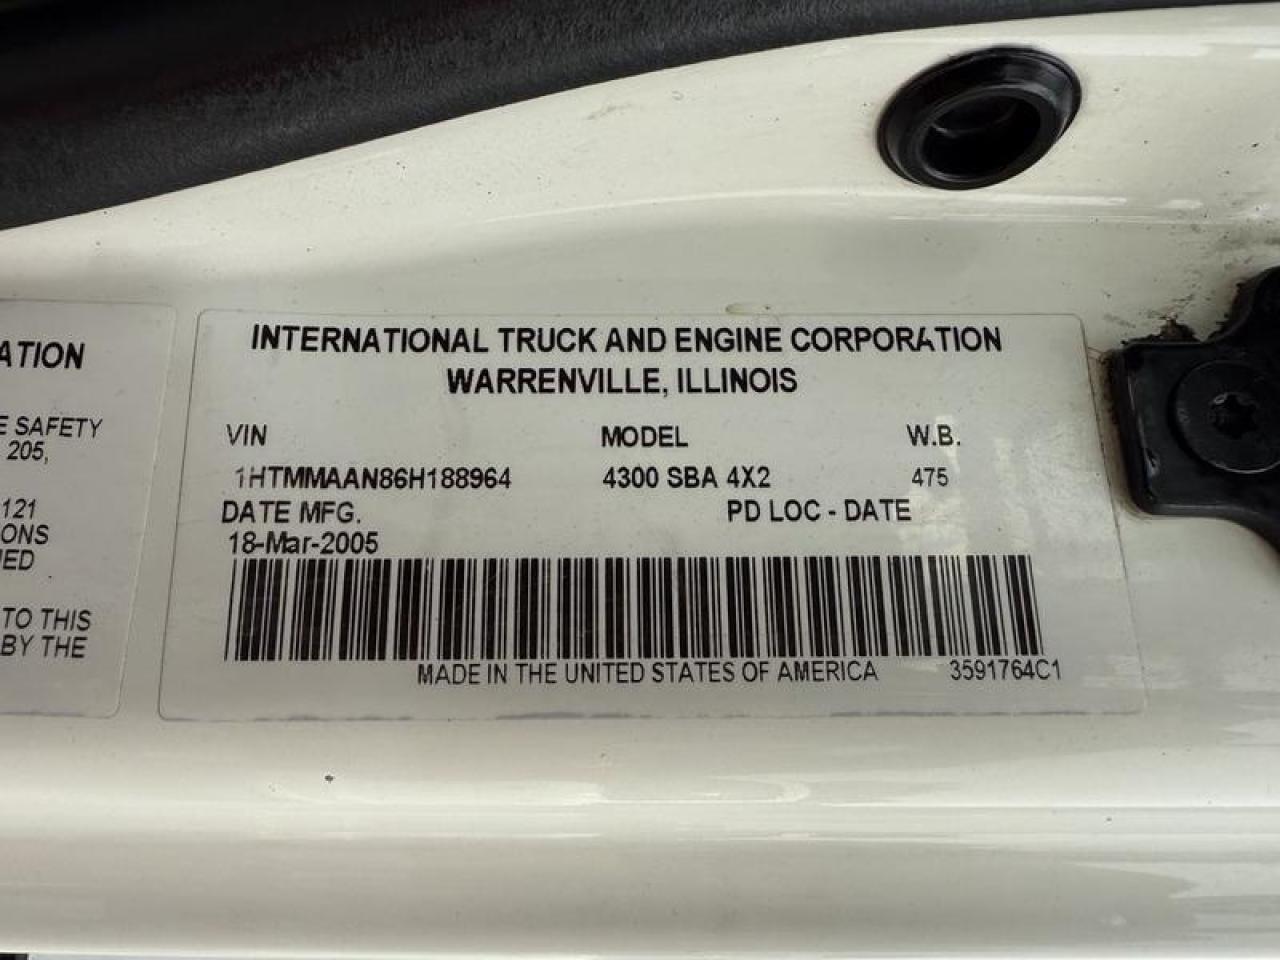 ATION
E SAFETY
205,
121
ONS
ED
TO THIS
BY THE
INTERNATIONAL TRUCK AND ENGINE CORPORATION
WARRENVILLE, ILLINOIS
VIN MODEL W.B.
1HTMMAAN86H188964 4300 SBA 4X2 475
DATE MFG. PD LOC - DATE
18-Mar-2005
MADE IN THE UNITED STATES OF AMERICA 3591764C1